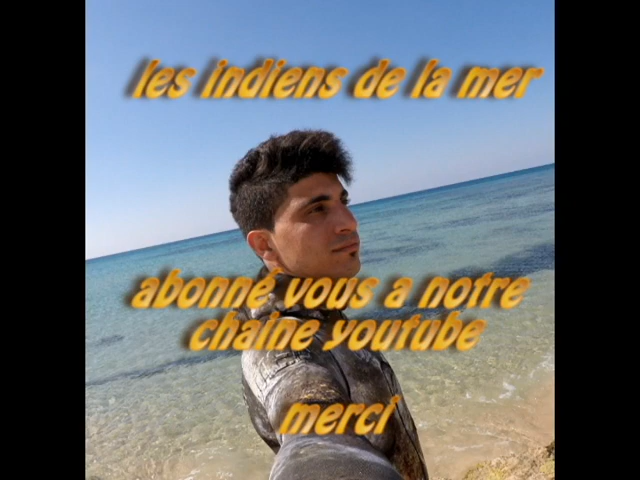 les indiens de la mer
abonné vous a notre
chaine youtube
merci